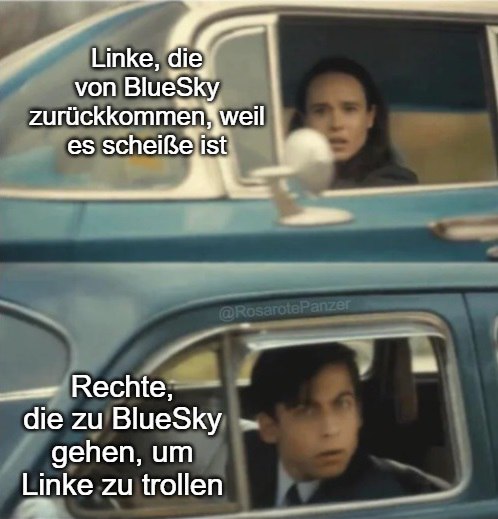 Linke, die
von BlueSky
zurückkommen, weil
es scheiße ist
@RosarotePanzer
Rechte,
die zu BlueSky
gehen, um
Linke zu trollen